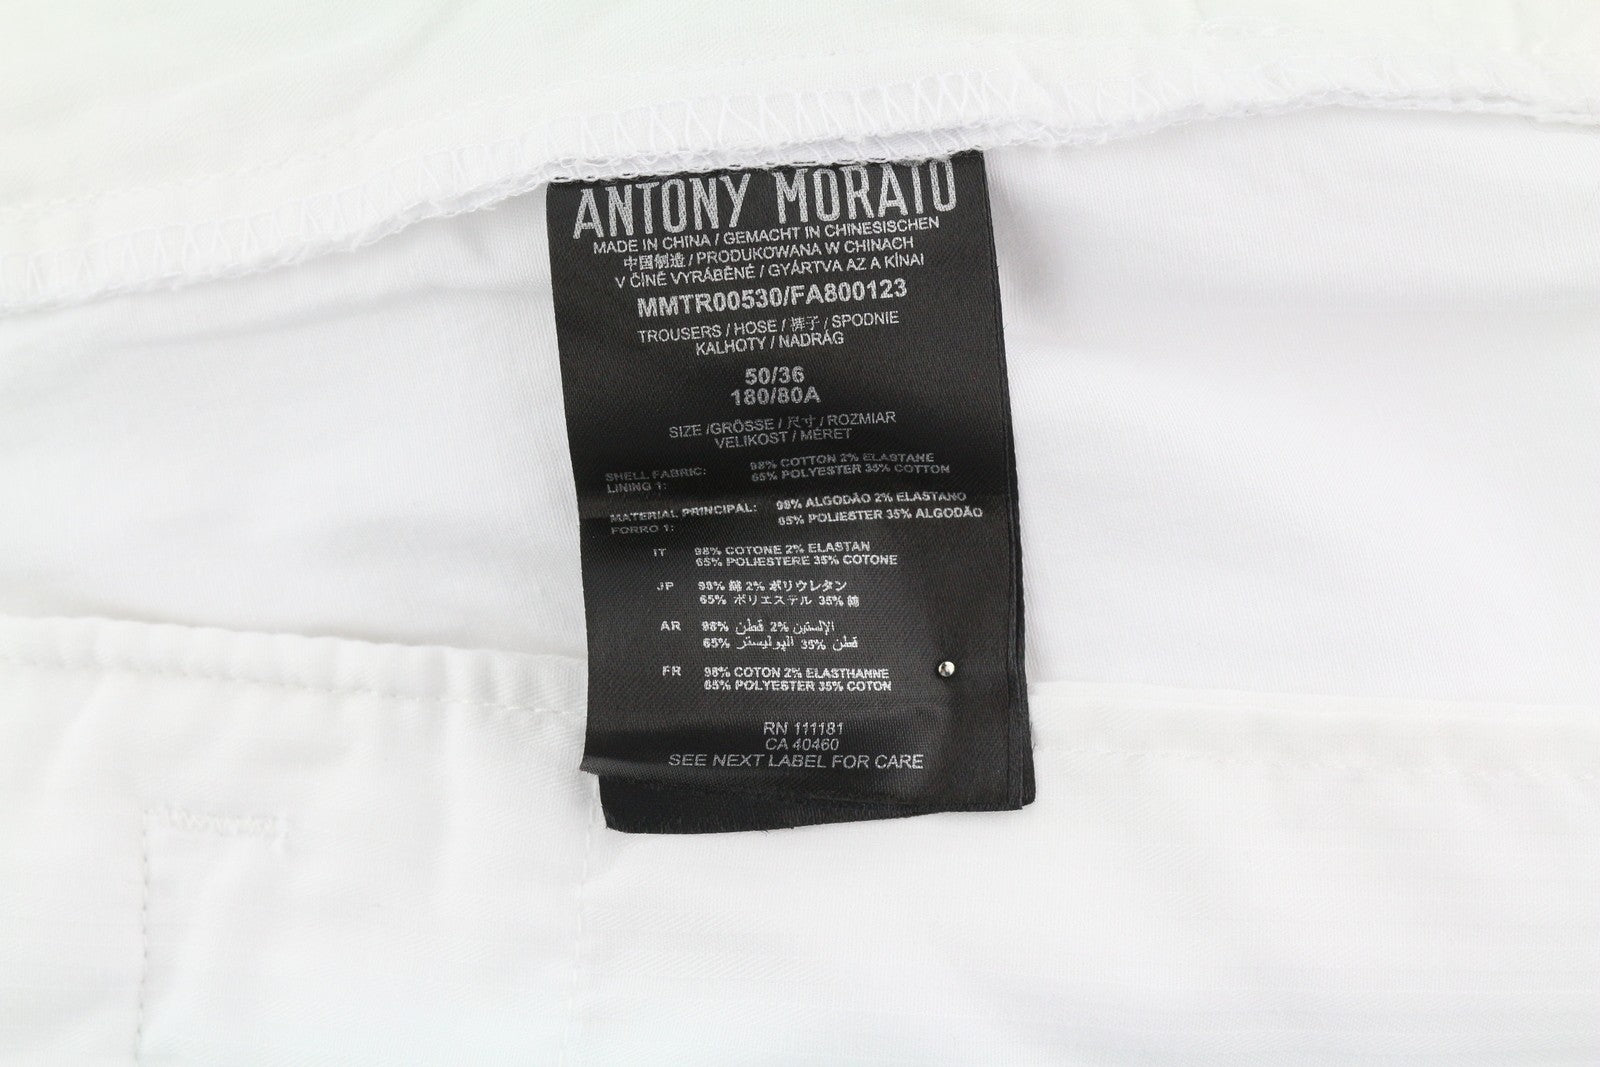 ANTONY MORATO
MADE IN CHINA / GEMACHT IN CHINESISCHEN
中国制造 / PRODUKOWANA W CHINACH
V ČÍNĚ VYRÁBĚNÉ / GYÁRTVA AZ A KÍNAI
MMTR00530/FA800123
TROUSERS / HOSE / 裤子 / SPODNIE
KALHOTY / NADRÁG
50/36
180/80A
SIZE /GRÖSSE / 尺寸 / ROZMIAR
VELIKOST / MÉRET
SHELL FABRIC: 98% COTTON 2% ELASTANE
LINING 1: 65% POLYESTER 35% COTTON
MATERIAL PRINCIPAL: 98% ALGODÃO 2% ELASTANO
FORRO 1: 65% POLIESTER 35% ALGODÃO
IT 98% COTONE 2% ELASTAN
65% POLIESTERE 35% COTONE
JP 98% 綿 2% ポリウレタン
65% ポリエステル 35% 綿
AR 98% قطن 2% الإلستين
65% البوليستر 35% قطن
FR 98% COTON 2% ELASTHANNE
65% POLYESTER 35% COTON
RN 111181
CA 40460
SEE NEXT LABEL FOR CARE